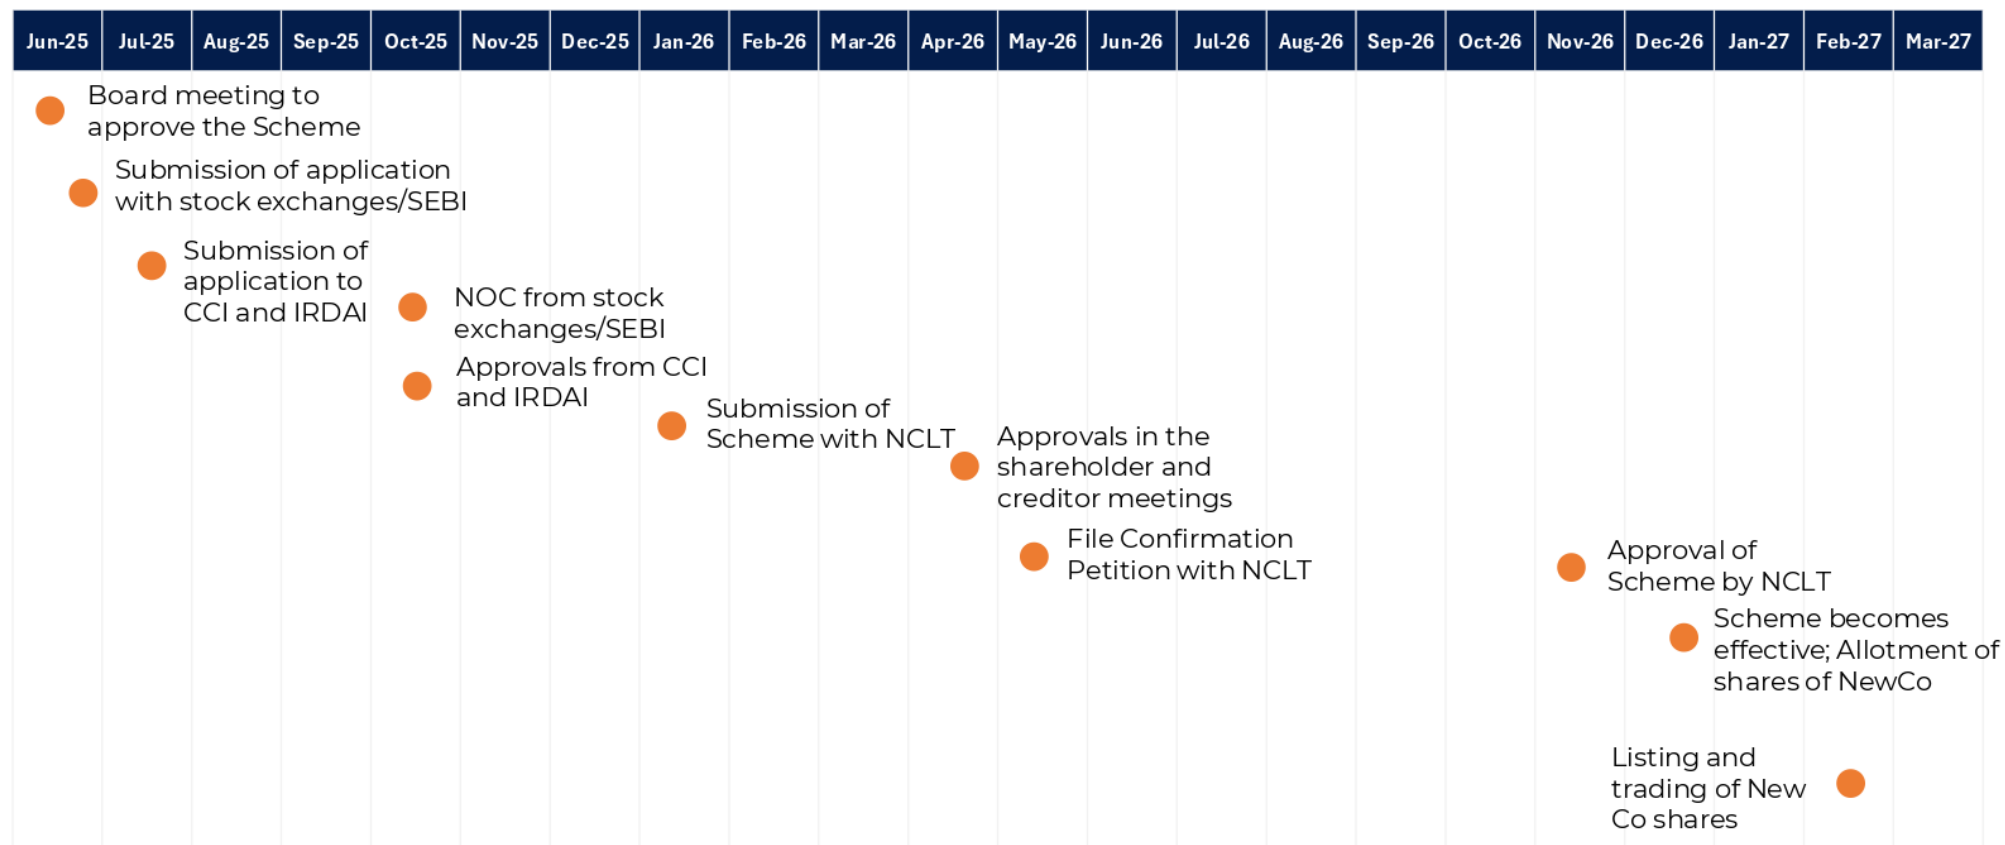 Jun-25 Jul-25 Aug-25 Sep-25 Oct-25 Nov-25 Dec-25 Jan-26 Feb-26 Mar-26 Apr-26 May-26 Jun-26 Jul-26 Aug-26 Sep-26 Oct-26 Nov-26 Dec-26 Jan-27 Feb-27 Mar-27
Board meeting to
approve the Scheme
Submission of application
with stock exchanges/SEBI
Submission of
application to
CCI and IRDAI
NOC from stock
exchanges/SEBI
Approvals from CCI
and IRDAI
Submission of
Scheme with NCLT
Approvals in the
shareholder and
creditor meetings
File Confirmation
Petition with NCLT
Approval of
Scheme by NCLT
Scheme becomes
effective; Allotment of
shares of NewCo
Listing and
trading of New
Co shares